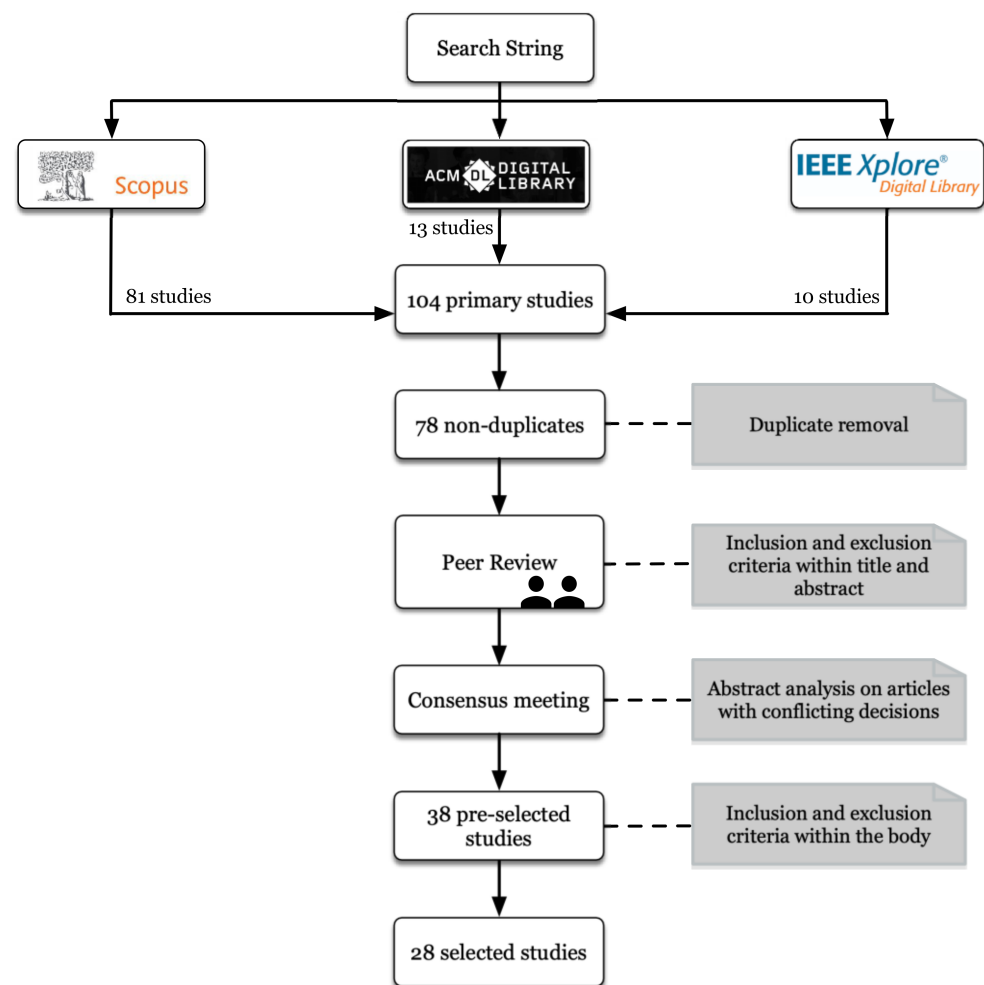 Search String
Scopus
ACM DL DIGITAL
LIBRARY
IEEE Xplore®
Digital Library
13 studies
81 studies
10 studies
104 primary studies
78 non-duplicates
Duplicate removal
Peer Review
Inclusion and exclusion
criteria within title and
abstract
Consensus meeting
Abstract analysis on articles
with conflicting decisions
38 pre-selected
studies
Inclusion and exclusion
criteria within the body
28 selected studies